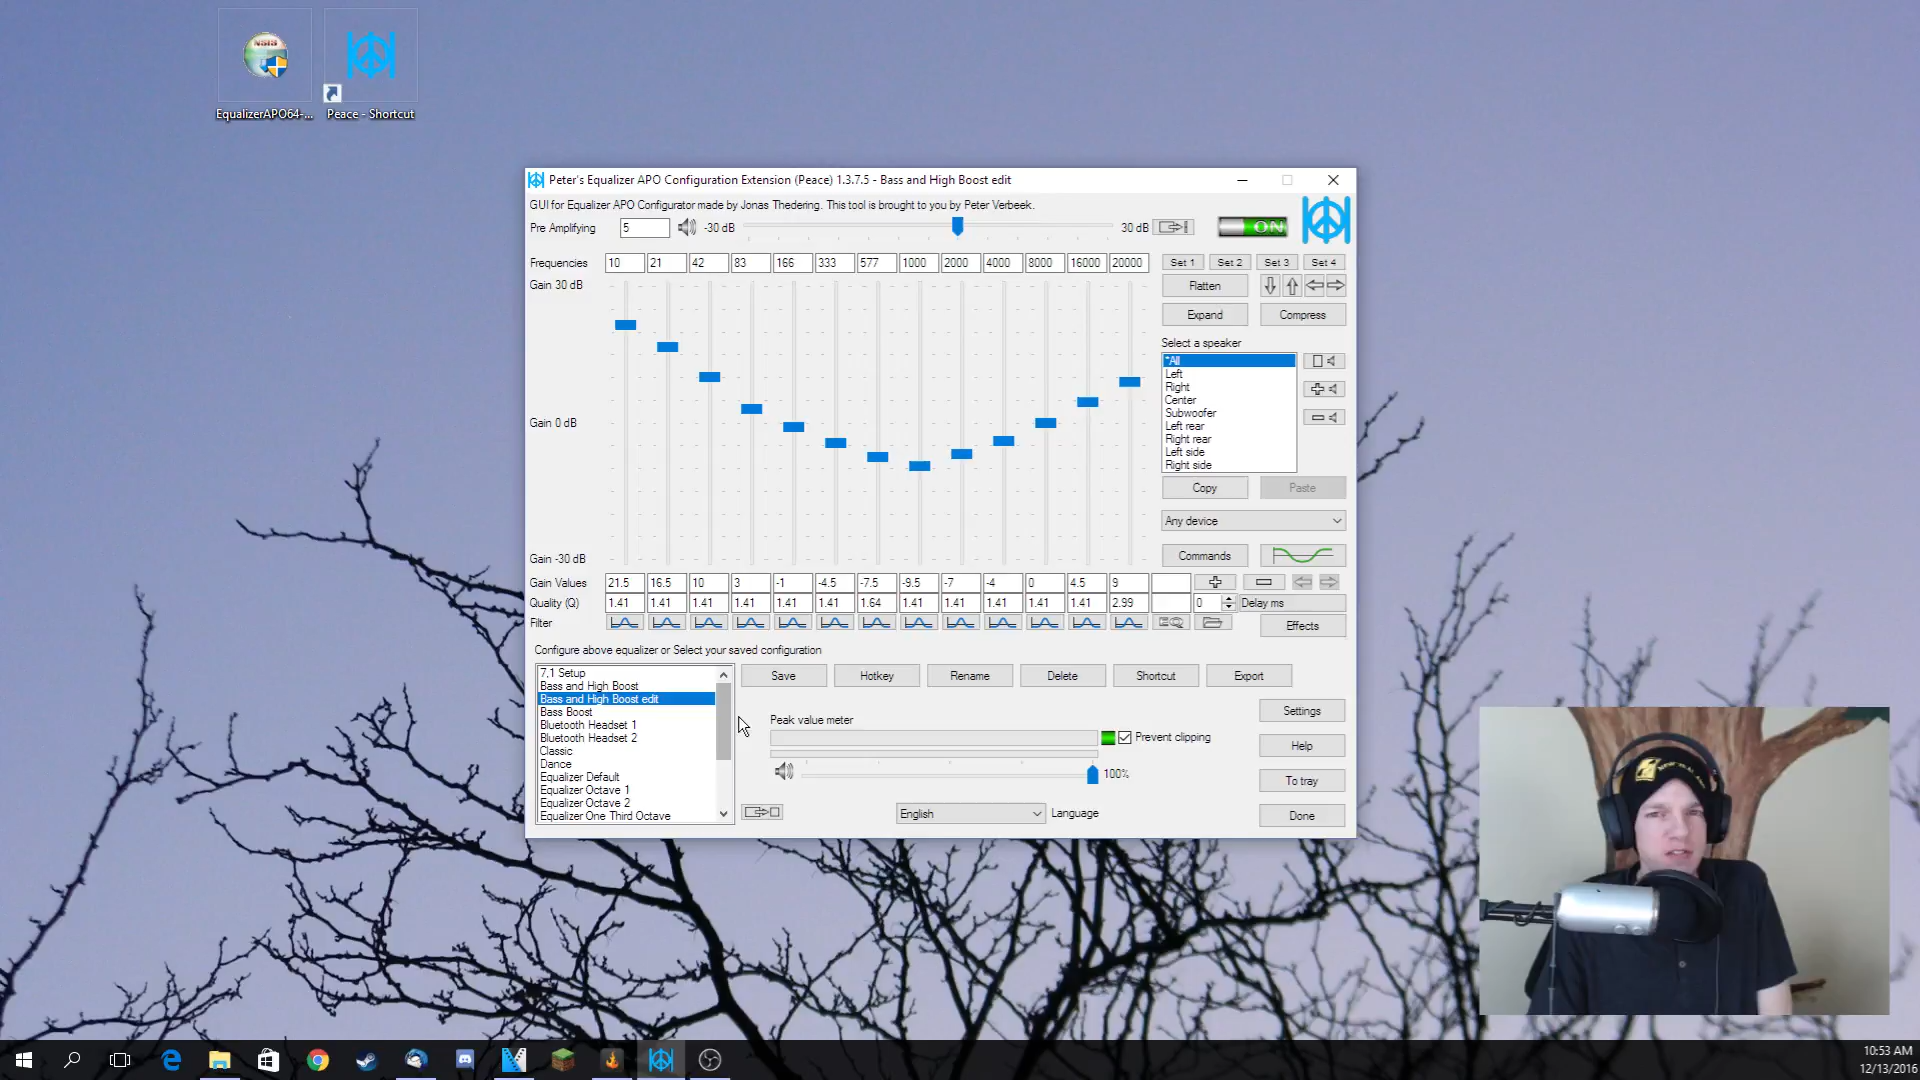 NSIS
EqualizerAPO64-...
Peace - Shortcut
Peter's Equalizer APO Configuration Extension (Peace) 1.3.7.5 - Bass and High Boost edit
GUI for Equalizer APO Configurator made by Jonas Thedering. This tool is brought to you by Peter Verbeek.
Pre Amplifying 5 -30 dB 30 dB ON
Frequencies 10 21 42 83 166 333 577 1000 2000 4000 8000 16000 20000 Set 1 Set 2 Set 3 Set 4
Gain 30 dB Flatten
Expand Compress
Select a speaker
*All
Left
Right
Center
Subwoofer
Left rear
Right rear
Left side
Right side
Gain 0 dB
Copy Paste
Any device
Commands
Gain -30 dB
Gain Values 21.5 16.5 10 3 -1 -4.5 -7.5 -9.5 -7 -4 0 4.5 9
Quality (Q) 1.41 1.41 1.41 1.41 1.41 1.41 1.64 1.41 1.41 1.41 1.41 1.41 2.99 0 Delay ms
Filter EQ Effects
Configure above equalizer or Select your saved configuration
7,1 Setup
Bass and High Boost
Bass and High Boost edit
Bass Boost
Bluetooth Headset 1
Bluetooth Headset 2
Classic
Dance
Equalizer Default
Equalizer Octave 1
Equalizer Octave 2
Equalizer One Third Octave
Save Hotkey Rename Delete Shortcut Export
Peak value meter
Prevent clipping
100%
English Language
Settings
Help
To tray
Done
10:53 AM
12/13/2016